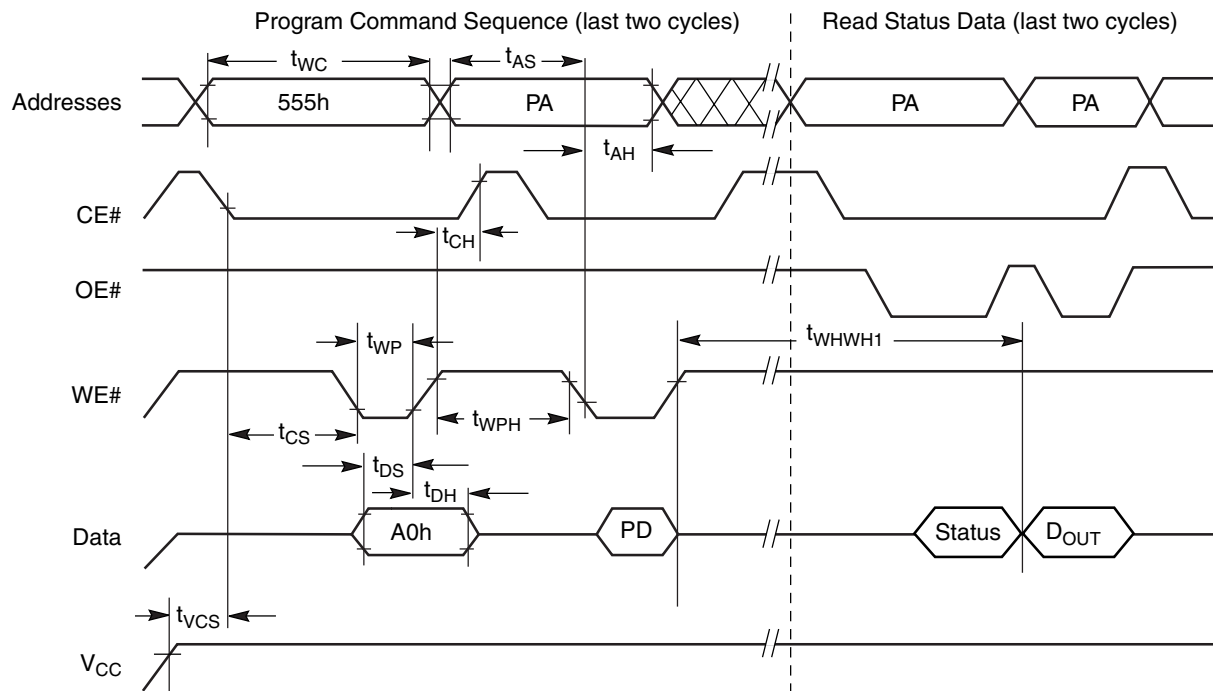 Program Command Sequence (last two cycles)
Read Status Data (last two cycles)
tWC
tAS
Addresses
555h
PA
PA
PA
tAH
CE#
tCH
OE#
tWP
tWHWH1
WE#
tWPH
tCS
tDS
tDH
Data
A0h
PD
Status
DOUT
tVCS
VCC